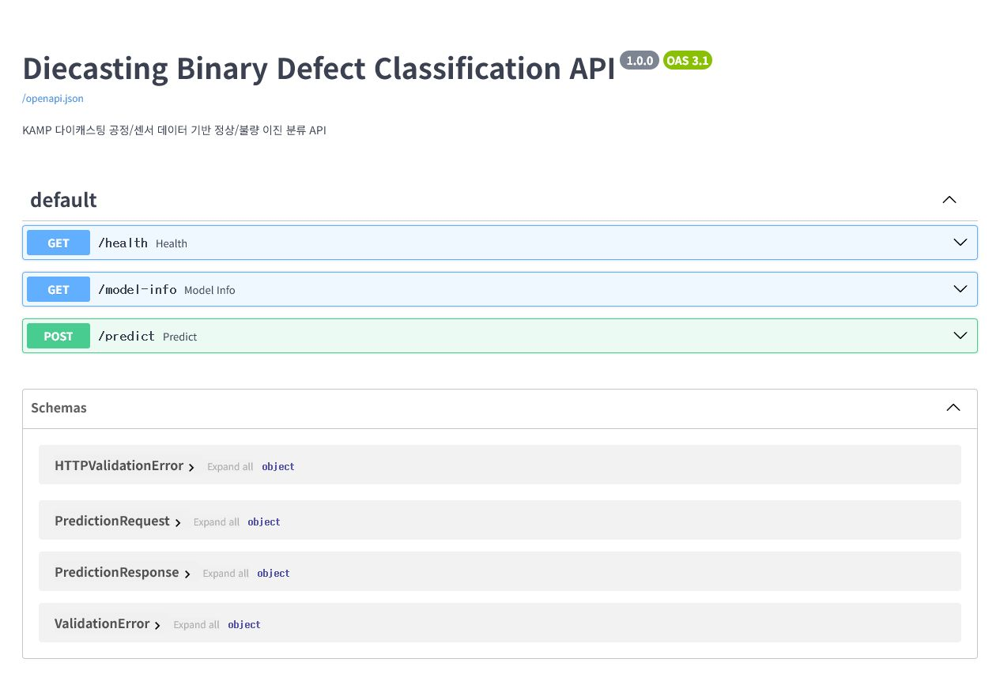 Diecasting Binary Defect Classification API 1.0.0 OAS 3.1
/openapi.json
KAMP 다이캐스팅 공정/센서 데이터 기반 정상/불량 이진 분류 API
default
GET /health Health
GET /model-info Model Info
POST /predict Predict
Schemas
HTTPValidationError Expand all object
PredictionRequest Expand all object
PredictionResponse Expand all object
ValidationError Expand all object